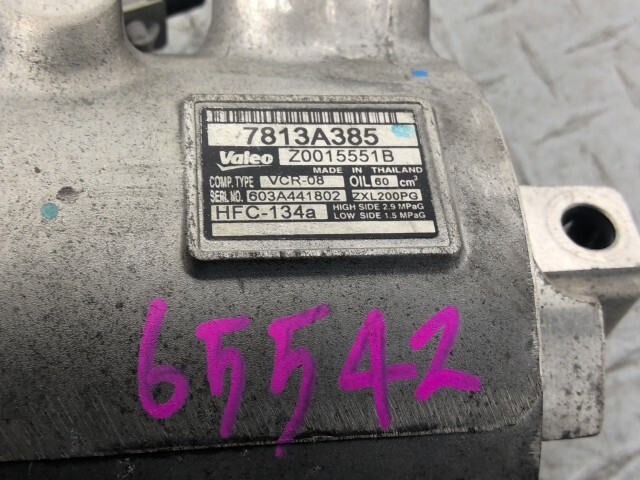 7813A385
Valeo Z0015551B
MADE IN THAILAND
COMP. TYPE VCR-08 OIL 60 cm³
SERI. NO. 603A441802 ZXL200PG
HFC-134a HIGH SIDE 2.9 MPaG
LOW SIDE 1.5 MPaG
65542